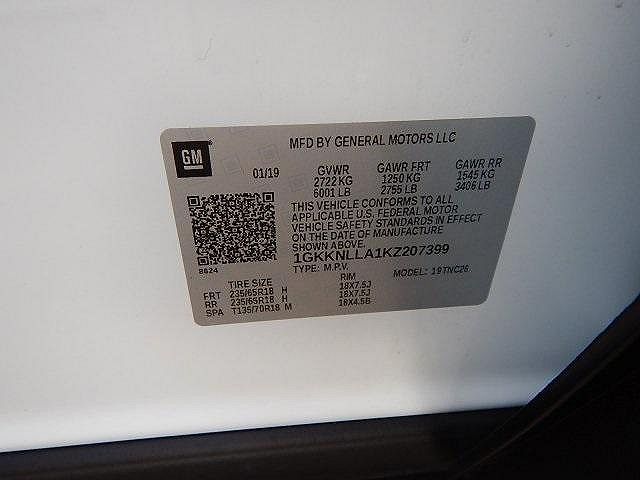 GM
MFD BY GENERAL MOTORS LLC
01/19
GVWR GAWR FRT GAWR RR
2722 KG 1250 KG 1545 KG
6001 LB 2755 LB 3406 LB
THIS VEHICLE CONFORMS TO ALL
APPLICABLE U.S. FEDERAL MOTOR
VEHICLE SAFETY STANDARDS IN EFFECT
ON THE DATE OF MANUFACTURE
SHOWN ABOVE.
1GKKNLLA1KZ207399
TYPE: M.P.V. MODEL: 19TNC26
8624
TIRE SIZE RIM
FRT 235/65R18 H 18X7.5J
RR 235/65R18 H 18X7.5J
SPA T135/70R18 M 18X4.5B